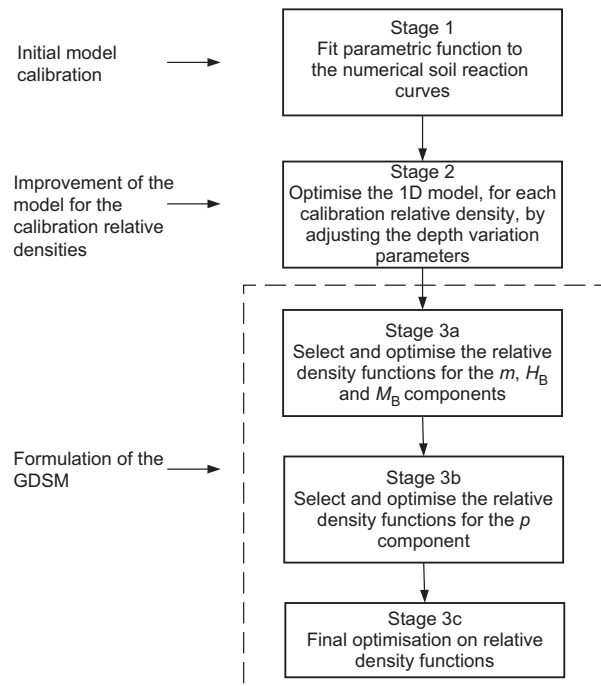 Initial model
calibration
Stage 1
Fit parametric function to
the numerical soil reaction
curves
Improvement of the
model for the
calibration relative
densities
Stage 2
Optimise the 1D model, for each
calibration relative density, by
adjusting the depth variation
parameters
Formulation of the
GDSM
Stage 3a
Select and optimise the relative
density functions for the m, HB
and MB components
Stage 3b
Select and optimise the relative
density functions for the p
component
Stage 3c
Final optimisation on relative
density functions